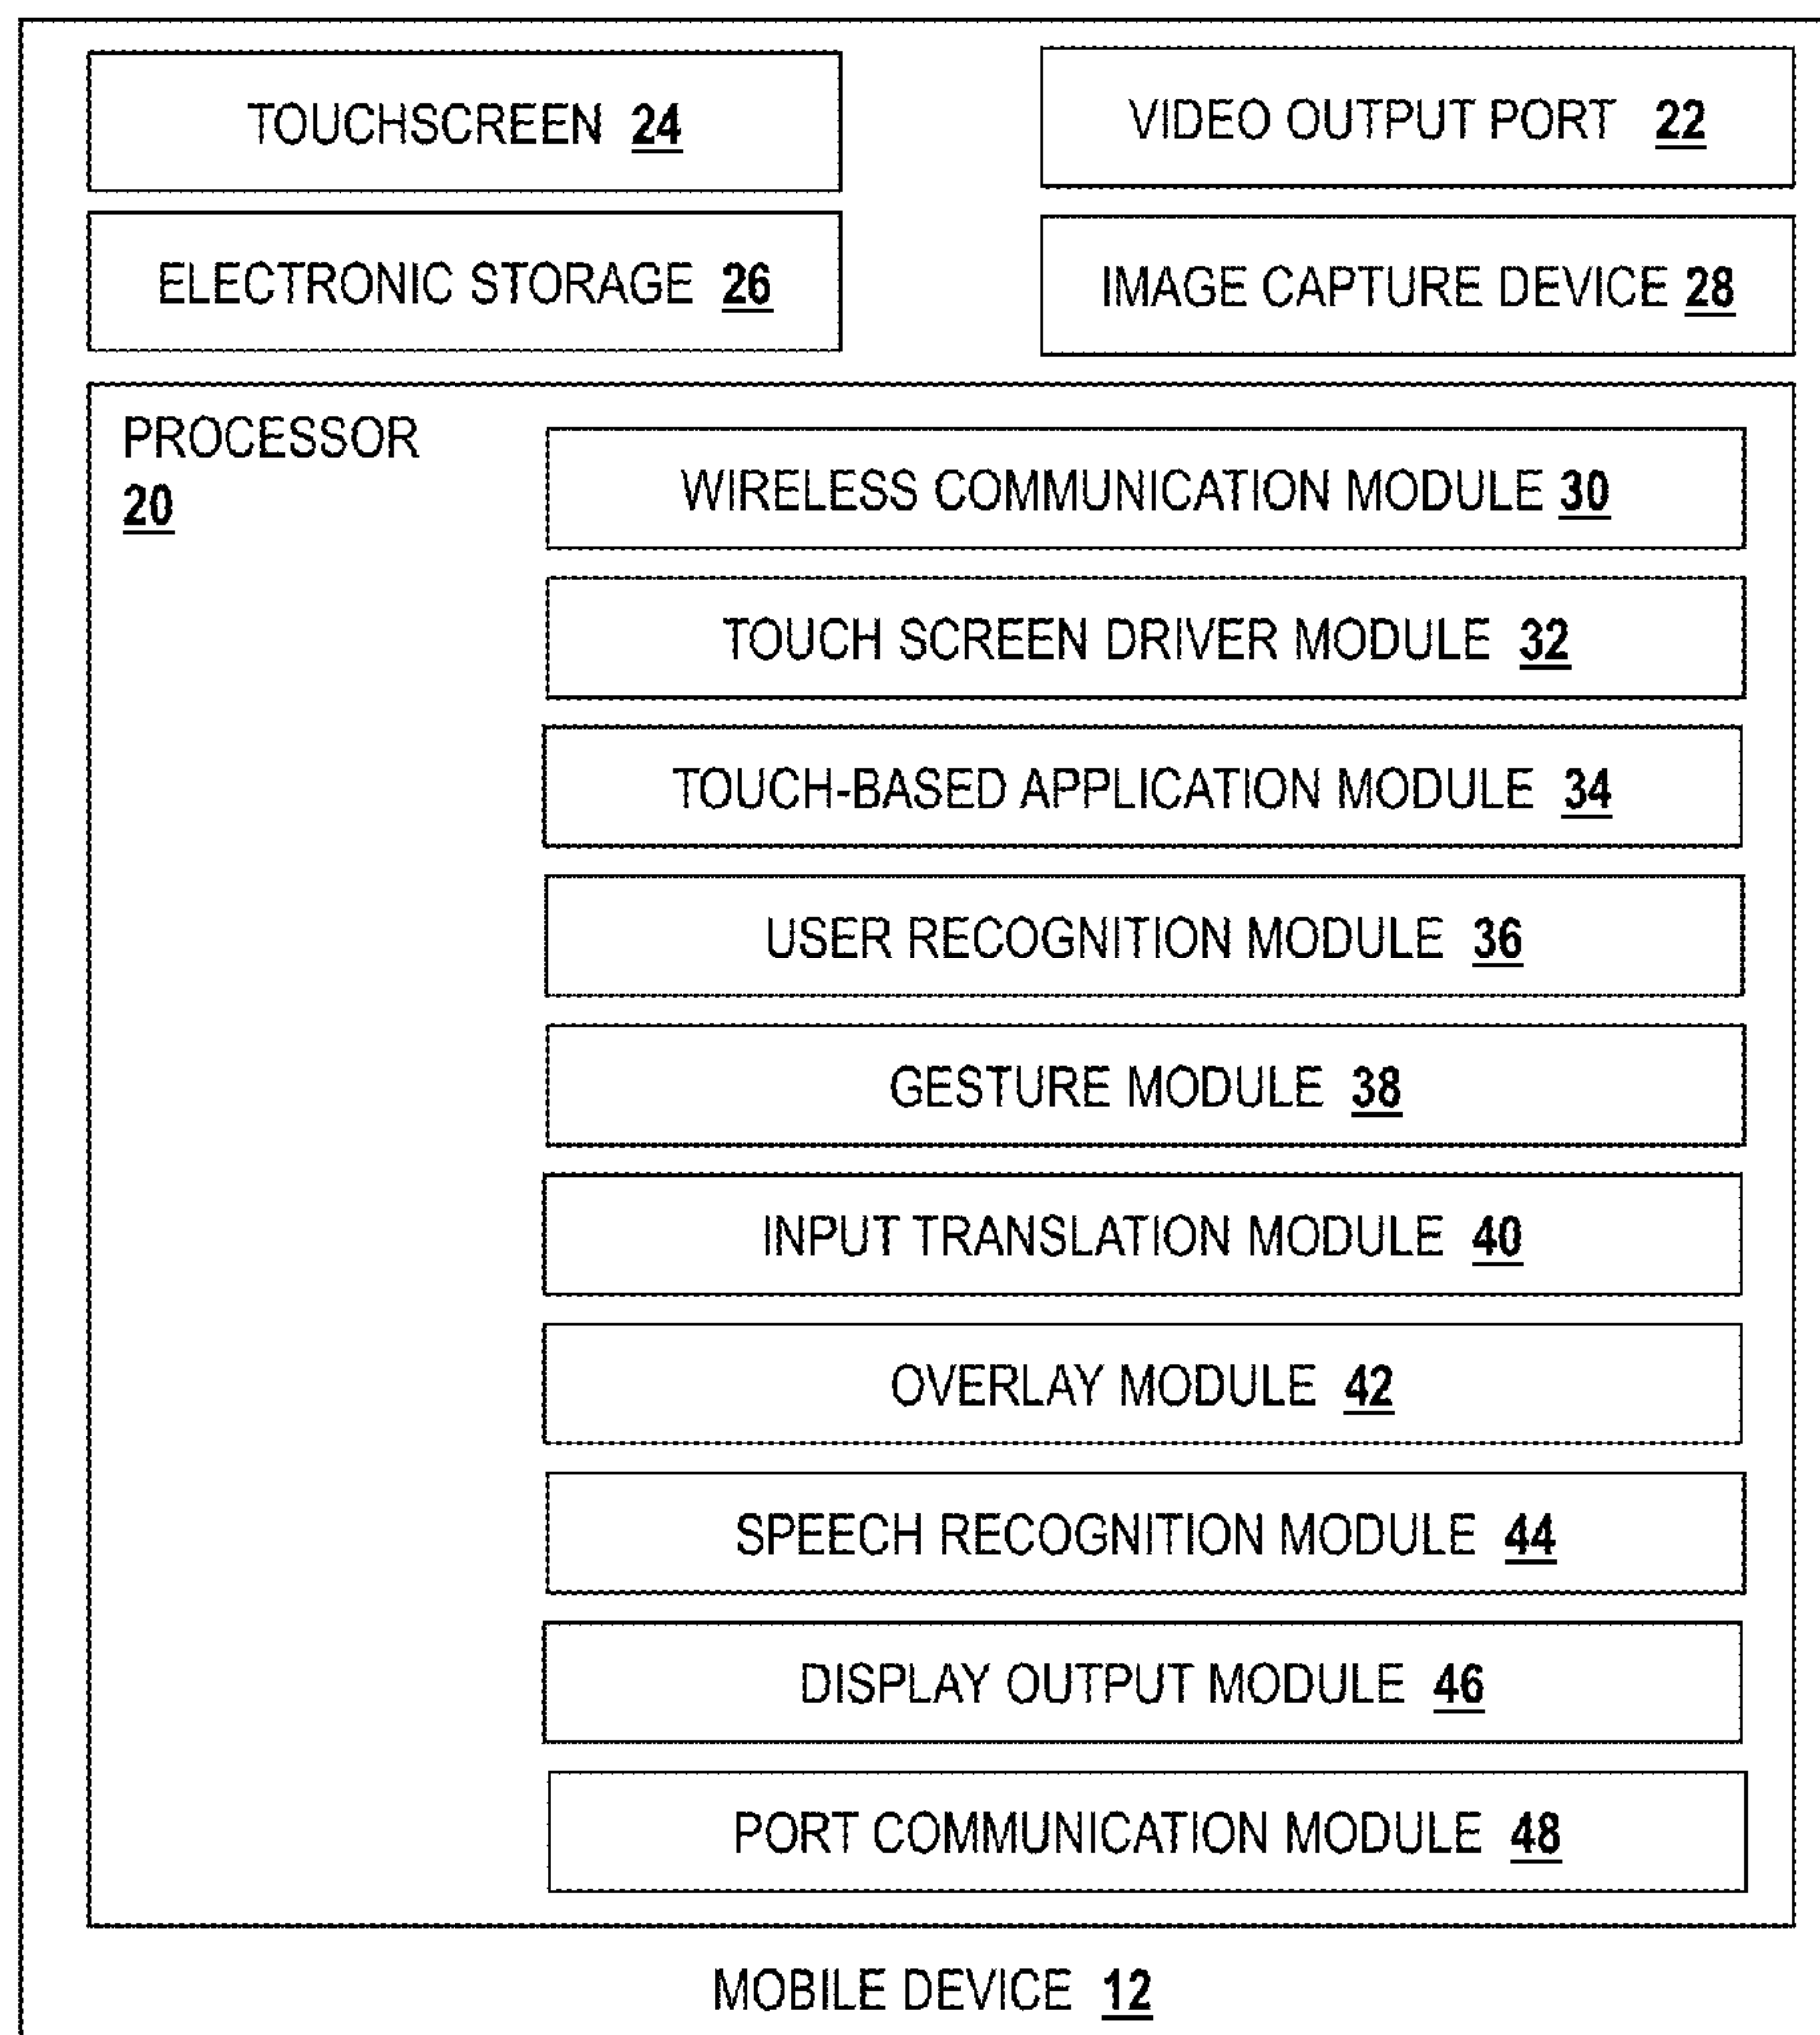 TOUCHSCREEN 24
VIDEO OUTPUT PORT 22
ELECTRONIC STORAGE 26
IMAGE CAPTURE DEVICE 28
PROCESSOR
20
WIRELESS COMMUNICATION MODULE 30
TOUCH SCREEN DRIVER MODULE 32
TOUCH-BASED APPLICATION MODULE 34
USER RECOGNITION MODULE 36
GESTURE MODULE 38
INPUT TRANSLATION MODULE 40
OVERLAY MODULE 42
SPEECH RECOGNITION MODULE 44
DISPLAY OUTPUT MODULE 46
PORT COMMUNICATION MODULE 48
MOBILE DEVICE 12